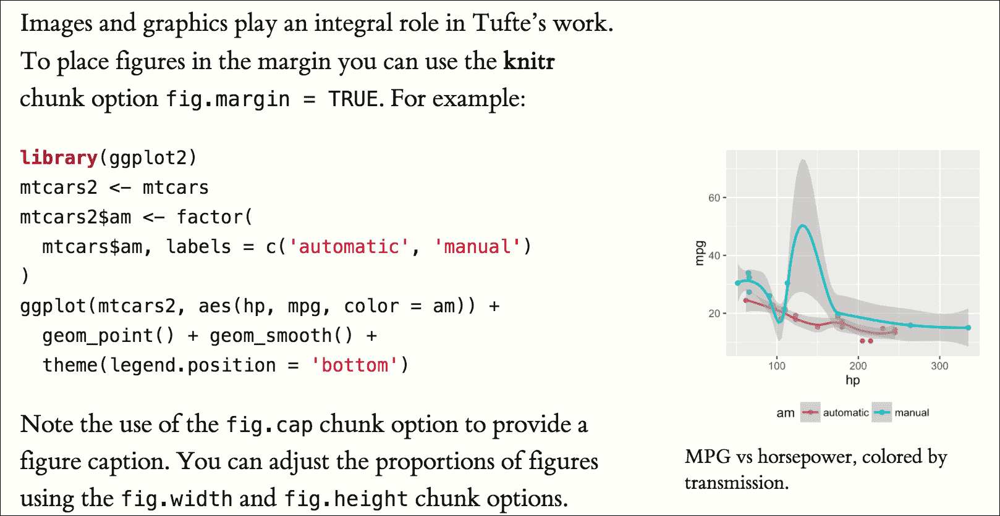 Images and graphics play an integral role in Tufte’s work.
To place figures in the margin you can use the knitr
chunk option fig.margin = TRUE. For example:
library(ggplot2)
mtcars2 <- mtcars
mtcars2$am <- factor(
  mtcars$am, labels = c('automatic', 'manual')
)
ggplot(mtcars2, aes(hp, mpg, color = am)) +
  geom_point() + geom_smooth() +
  theme(legend.position = 'bottom')
Note the use of the fig.cap chunk option to provide a
figure caption. You can adjust the proportions of figures
using the fig.width and fig.height chunk options.
60
40
20
mpg
100 200 300
hp
am automatic manual
MPG vs horsepower, colored by
transmission.